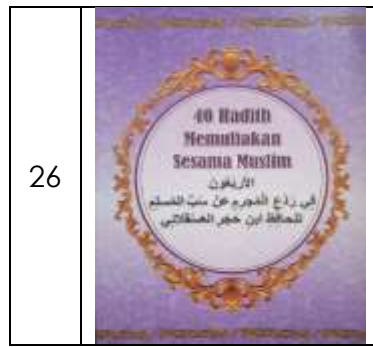 26
40 Hadith
Memuliakan
Sesama Muslim
الأربعون
في ردع المجرم عن سب المسلم
للحافظ ابن حجر العسقلاني